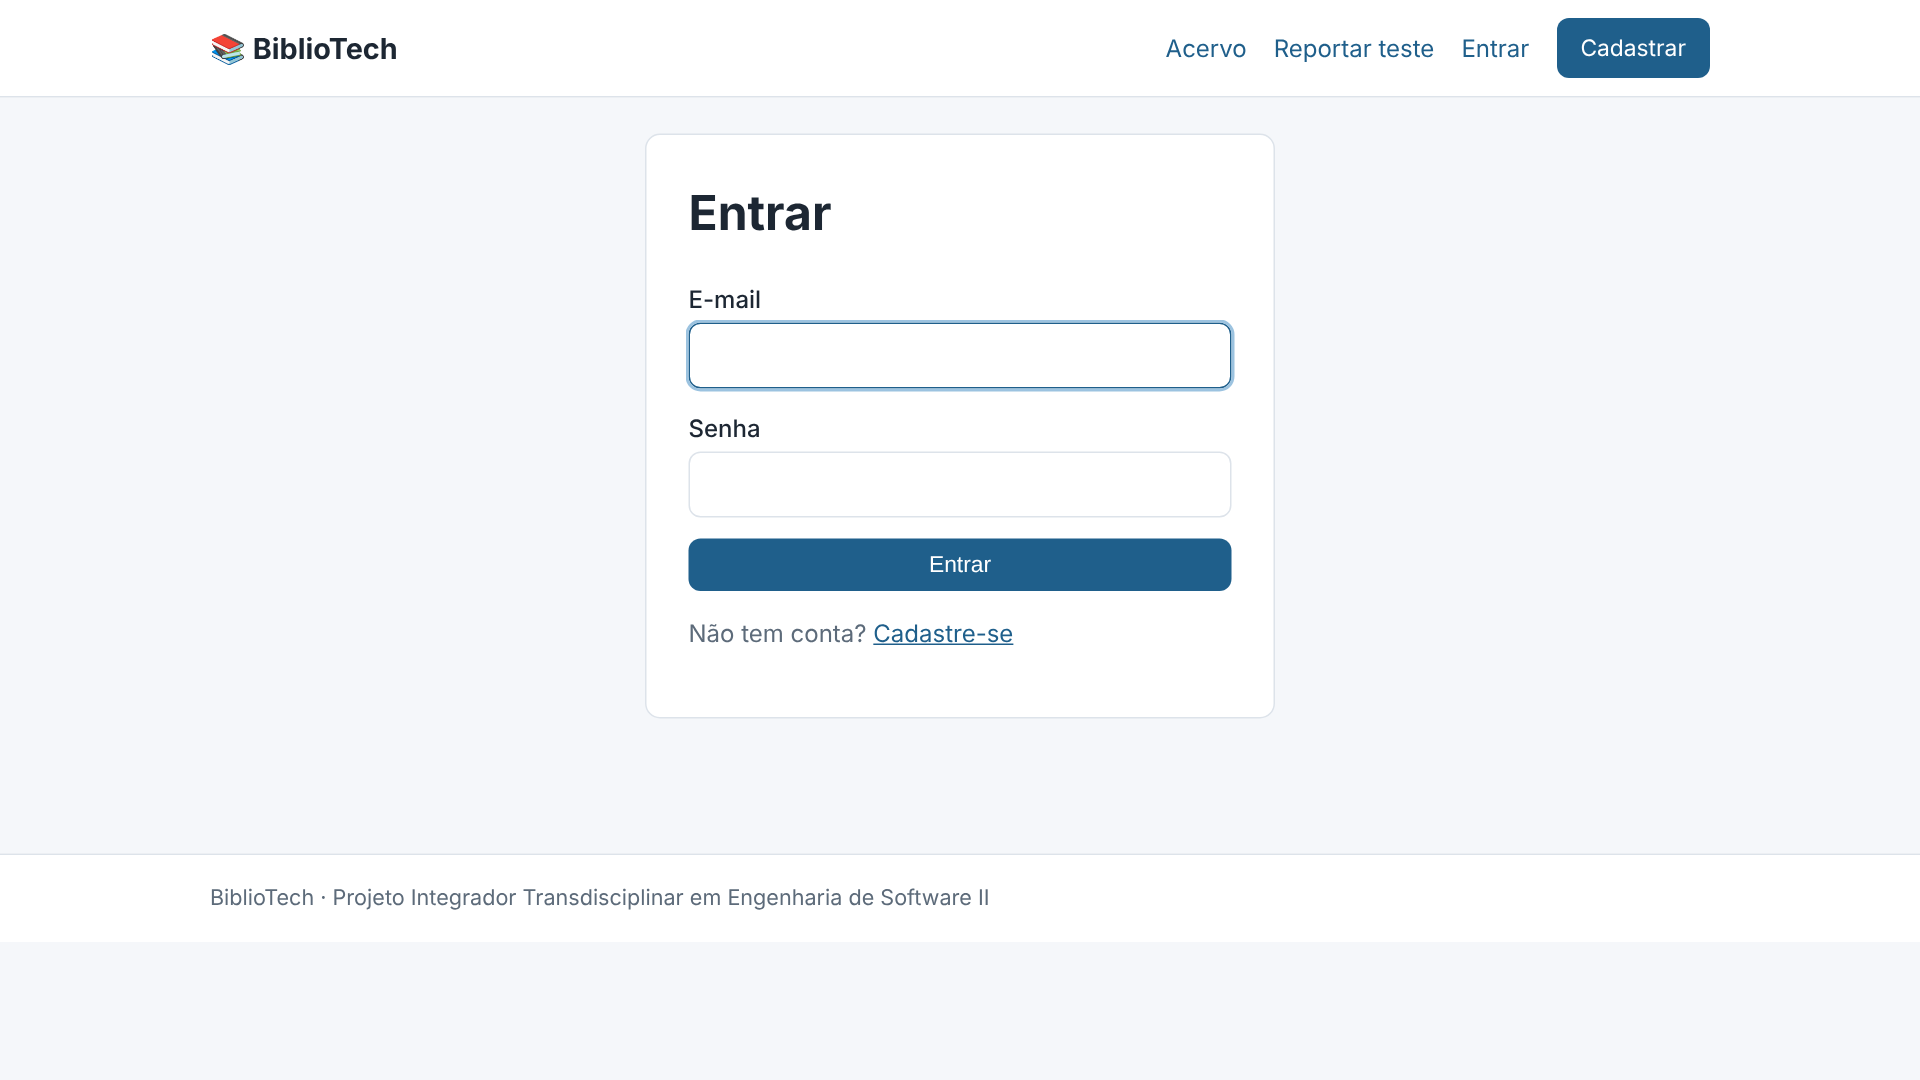 BiblioTech
Acervo Reportar teste Entrar Cadastrar
Entrar
E-mail
Senha
Entrar
Não tem conta? Cadastre-se
BiblioTech · Projeto Integrador Transdisciplinar em Engenharia de Software II